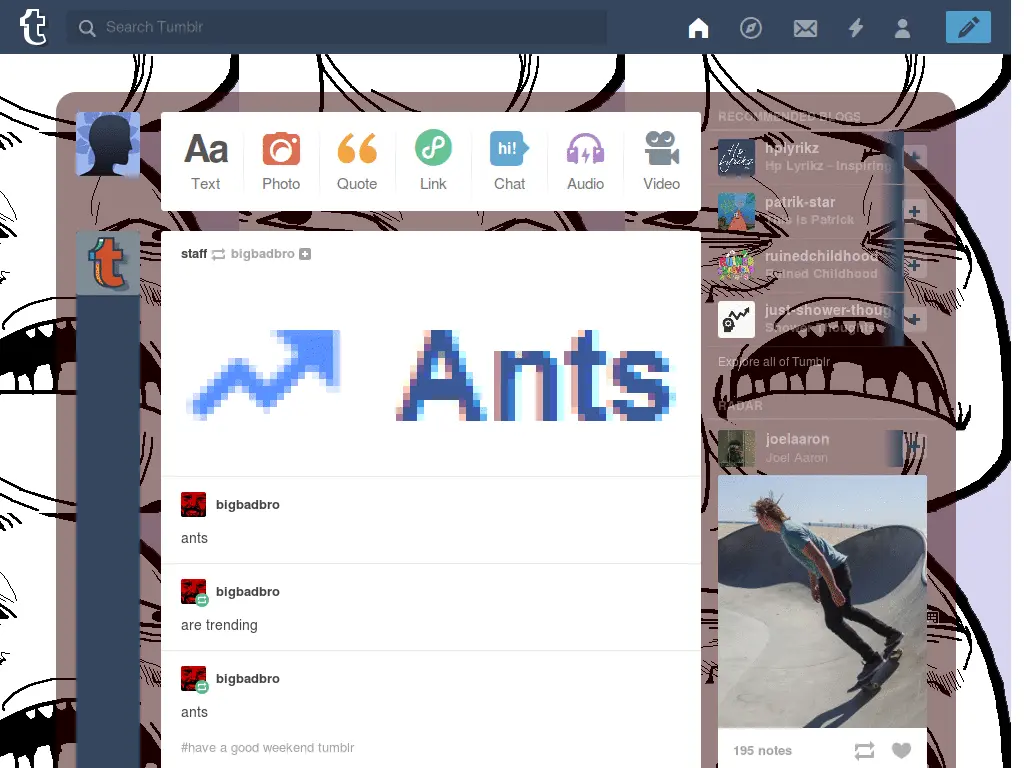 Search Tumblr
Aa
hi!
Text Photo Quote Link Chat Audio Video
staff bigbadbro
Ants
bigbadbro
ants
bigbadbro
are trending
bigbadbro
ants
#have a good weekend tumblr
RECOMMENDED BLOGS
hplyrikz
Hp Lyrikz - Inspiring
patrik-star
This is Patrick
ruinedchildhood
Ruined Childhood
just-shower-thoug
Shower Thoughts
Explore all of Tumblr
RADAR
joelaaron
Joel Aaron
195 notes